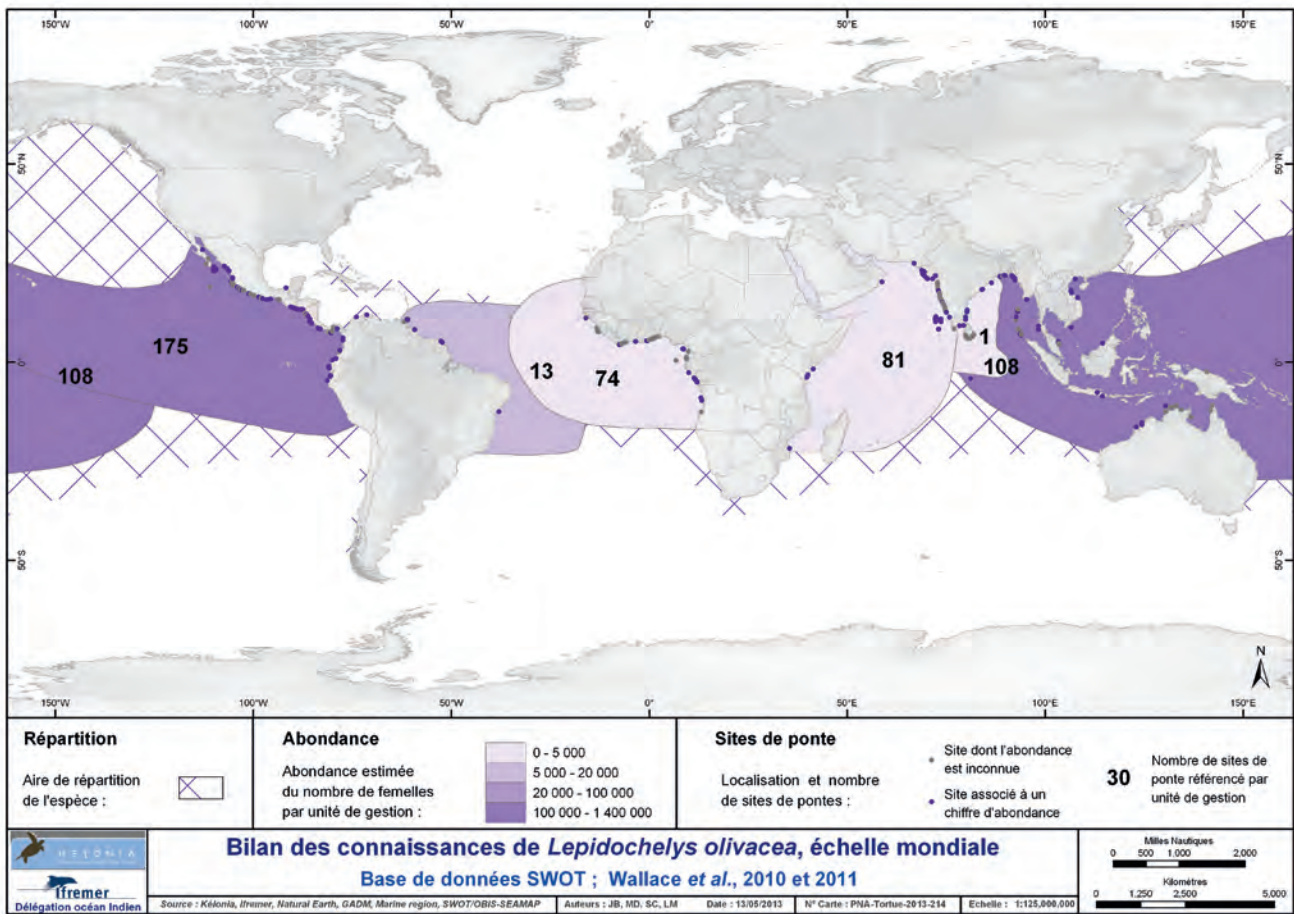 150°W 100°W 50°W 0° 50°E 100°E 150°E
50°N 50°N
0° 0°
50°S 50°S
175
108
13
74
81
1
108
N
150°W 100°W 50°W 0° 50°E 100°E 150°E
Répartition
Aire de répartition
de l'espèce :
Abondance
Abondance estimée
du nombre de femelles
par unité de gestion :
0 - 5 000
5 000 - 20 000
20 000 - 100 000
100 000 - 1 400 000
Sites de ponte
Localisation et nombre
de sites de pontes :
Site dont l'abondance
est inconnue
Site associé à un
chiffre d'abondance
30
Nombre de sites de
ponte référencé par
unité de gestion
Ifremer
Délégation océan Indien
Bilan des connaissances de Lepidochelys olivacea, échelle mondiale
Base de données SWOT ; Wallace et al., 2010 et 2011
Source : Kélonia, Ifremer, Natural Earth, GADM, Marine region, SWOT/OBIS-SEAMAP
Auteurs : JB, MD, SC, LM
Date : 13/05/2013
N° Carte : PNA-Tortue-2013-214
Echelle : 1:125,000,000
Milles Nautiques
0 500 1.000 2.000
Kilomètres
0 1.250 2.500 5.000